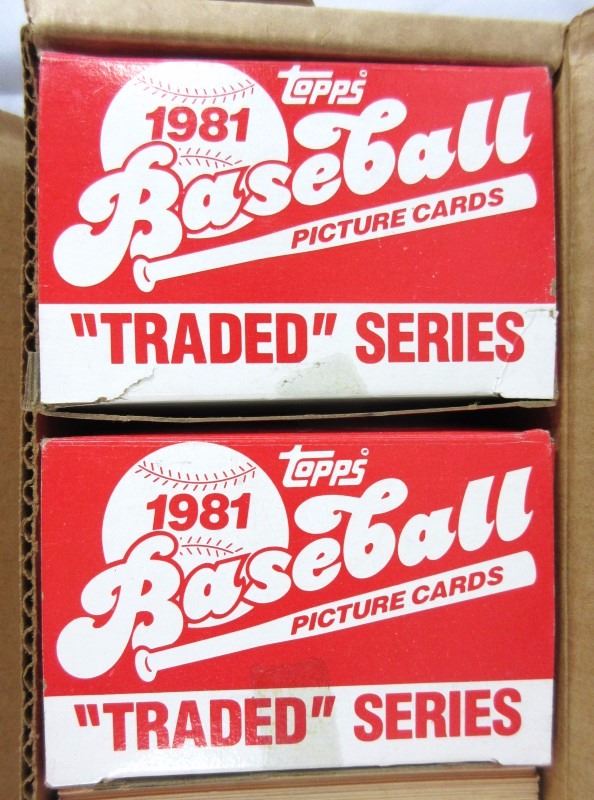 TOPPS®
1981
Baseball
PICTURE CARDS
"TRADED" SERIES
TOPPS®
1981
Baseball
PICTURE CARDS
"TRADED" SERIES